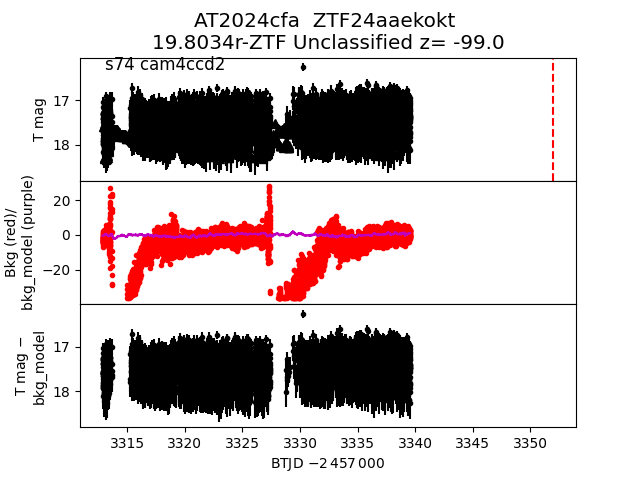 AT2024cfa  ZTF24aaekokt
19.8034r-ZTF Unclassified z= -99.0
s74 cam4ccd2
T mag
17
18
Bkg (red)/
bkg_model (purple)
20
0
−20
T mag −
bkg_model
17
18
3315 3320 3325 3330 3335 3340 3345 3350
BTJD −2 457 000